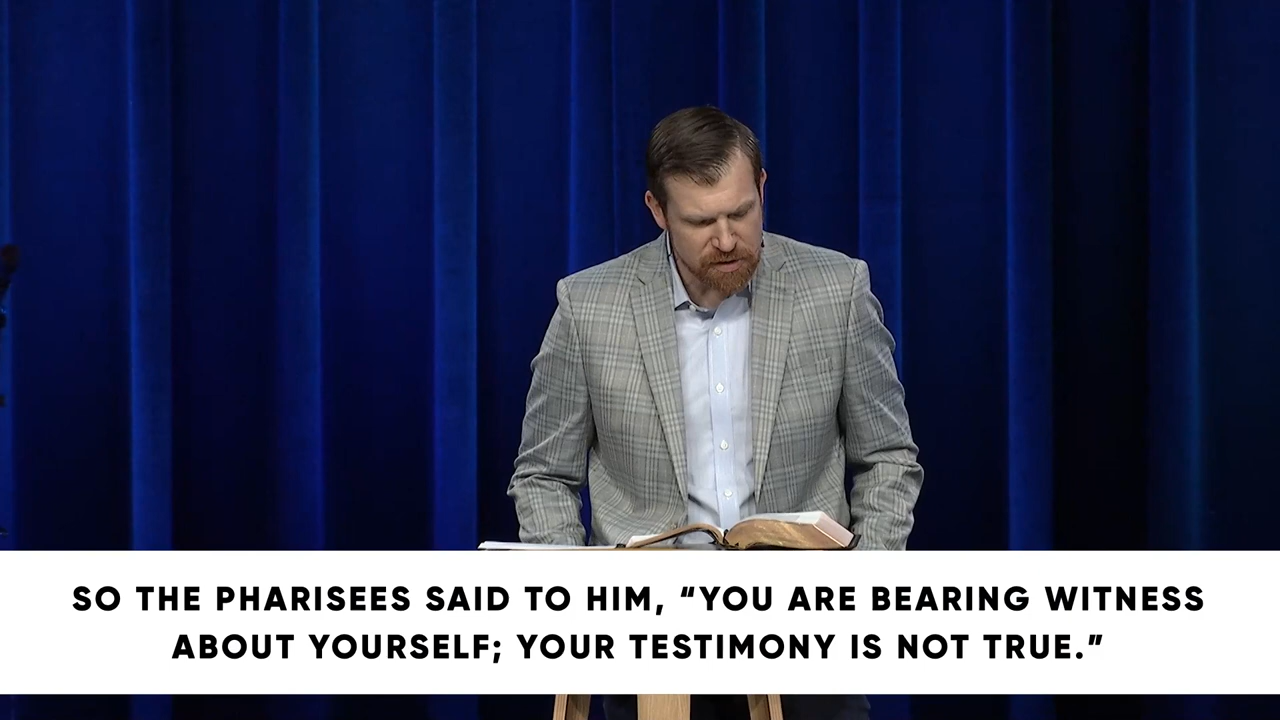 SO THE PHARISEES SAID TO HIM, “YOU ARE BEARING WITNESS
ABOUT YOURSELF; YOUR TESTIMONY IS NOT TRUE.”